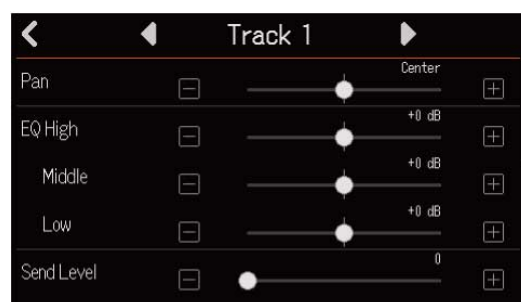 Track 1
Pan Center
EQ High +0 dB
Middle +0 dB
Low +0 dB
Send Level 0